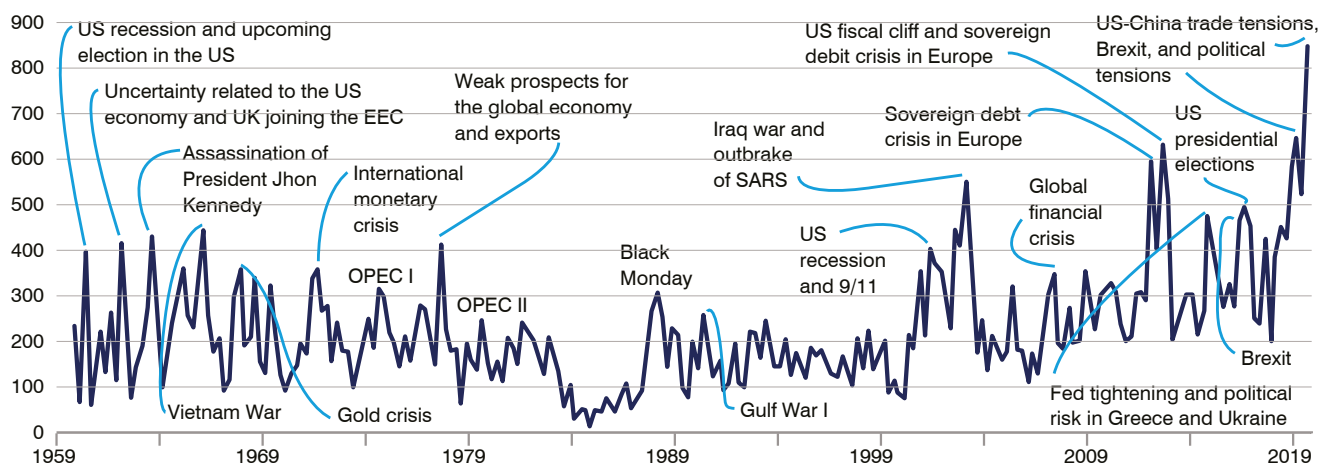 900
800
700
600
500
400
300
200
100
0
1959
1969
1979
1989
1999
2009
2019
US recession and upcoming
election in the US
Uncertainty related to the US
economy and UK joining the EEC
Assassination of
President Jhon
Kennedy
Vietnam War
Gold crisis
International
monetary
crisis
OPEC I
Weak prospects for
the global economy
and exports
OPEC II
Black
Monday
Gulf War I
Iraq war and
outbrake
of SARS
US
recession
and 9/11
US fiscal cliff and sovereign
debit crisis in Europe
Sovereign debt
crisis in Europe
Global
financial
crisis
US-China trade tensions,
Brexit, and political
tensions
US
presidential
elections
Brexit
Fed tightening and political
risk in Greece and Ukraine